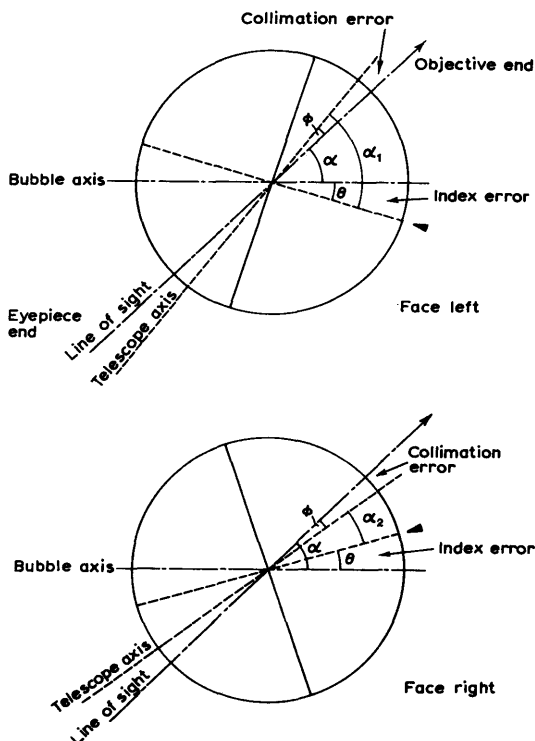 Collimation error
Objective end
ϕ
α
α₁
Bubble axis
θ
Index error
Face left
Eyepiece
end
Line of sight
Telescope axis
Collimation
error
ϕ
α₂
α
Bubble axis
θ
Index error
Telescope axis
Line of sight
Face right